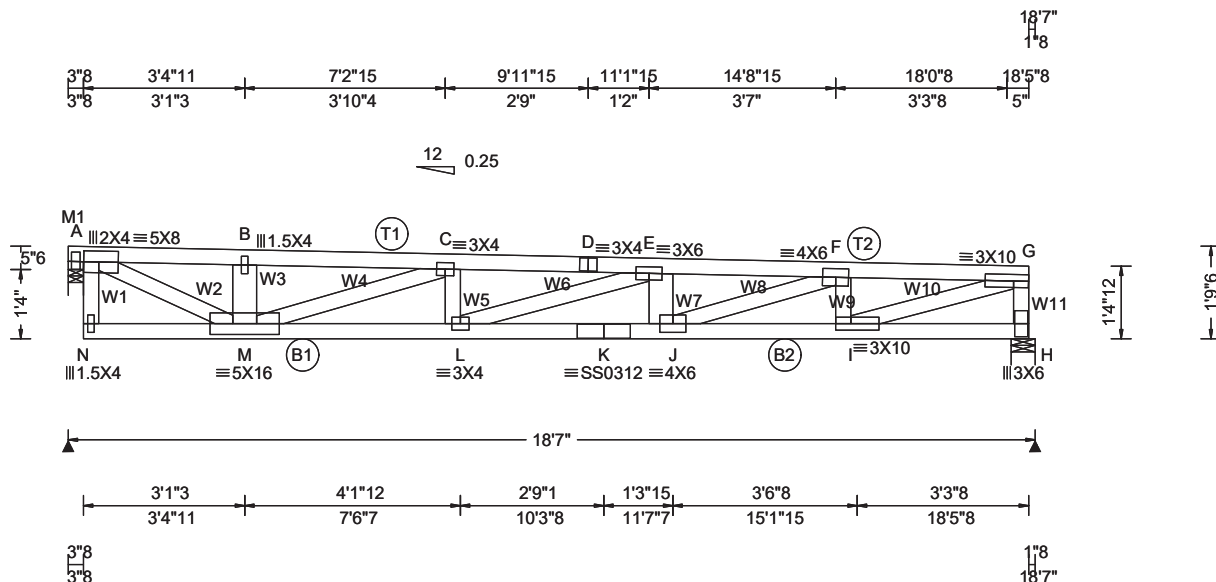 18'7"
1"8
3"8 3'4"11 7'2"15 9'11"15 11'1"15 14'8"15 18'0"8 18'5"8
3"8 3'1"3 3'10"4 2'9" 1'2" 3'7" 3'3"8 5"
12 0.25
M1
A |||2X4 ≡5X8 B |||1.5X4 T1 C ≡3X4 D ≡3X4 E ≡3X6 ≡4X6 F T2 ≡3X10 G
5"6 1'4" W1 W2 W3 W4 W5 W6 W7 W8 W9 W10 W11 1'4"12 1'9"6
N M B1 L K J B2 I ≡3X10 H
|||1.5X4 ≡5X16 ≡3X4 ≡SS0312 ≡4X6 |||3X6
18'7"
3'1"3 4'1"12 2'9"1 1'3"15 3'6"8 3'3"8
3'4"11 7'6"7 10'3"8 11'7"7 15'1"15 18'5"8
3"8 1"8
3"8 18'7"